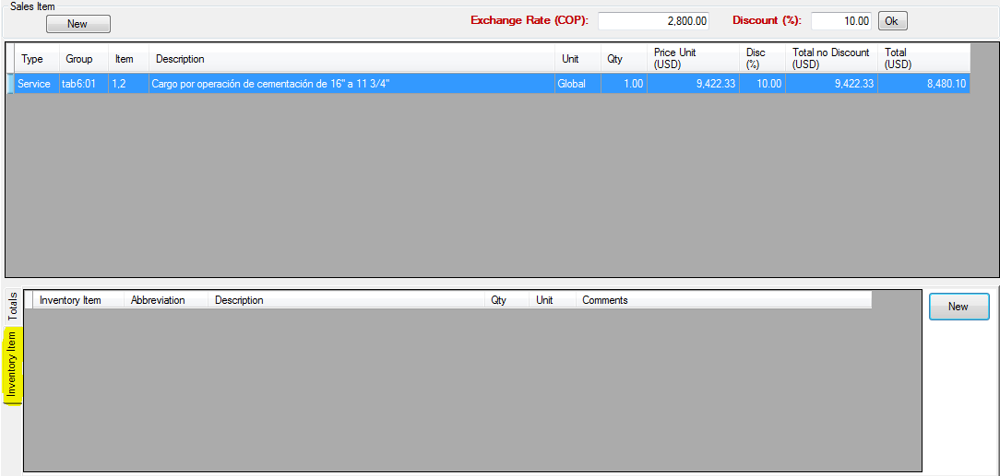 Sales Item
New
Exchange Rate (COP): 2,800.00 Discount (%): 10.00 Ok
Type Group Item Description Unit Qty Price Unit (USD) Disc (%) Total no Discount (USD) Total (USD)
Service tab6:01 1,2 Cargo por operación de cementación de 16" a 11 3/4" Global 1.00 9,422.33 10.00 9,422.33 8,480.10
Totals
Inventory Item
Inventory Item Abbreviation Description Qty Unit Comments
New